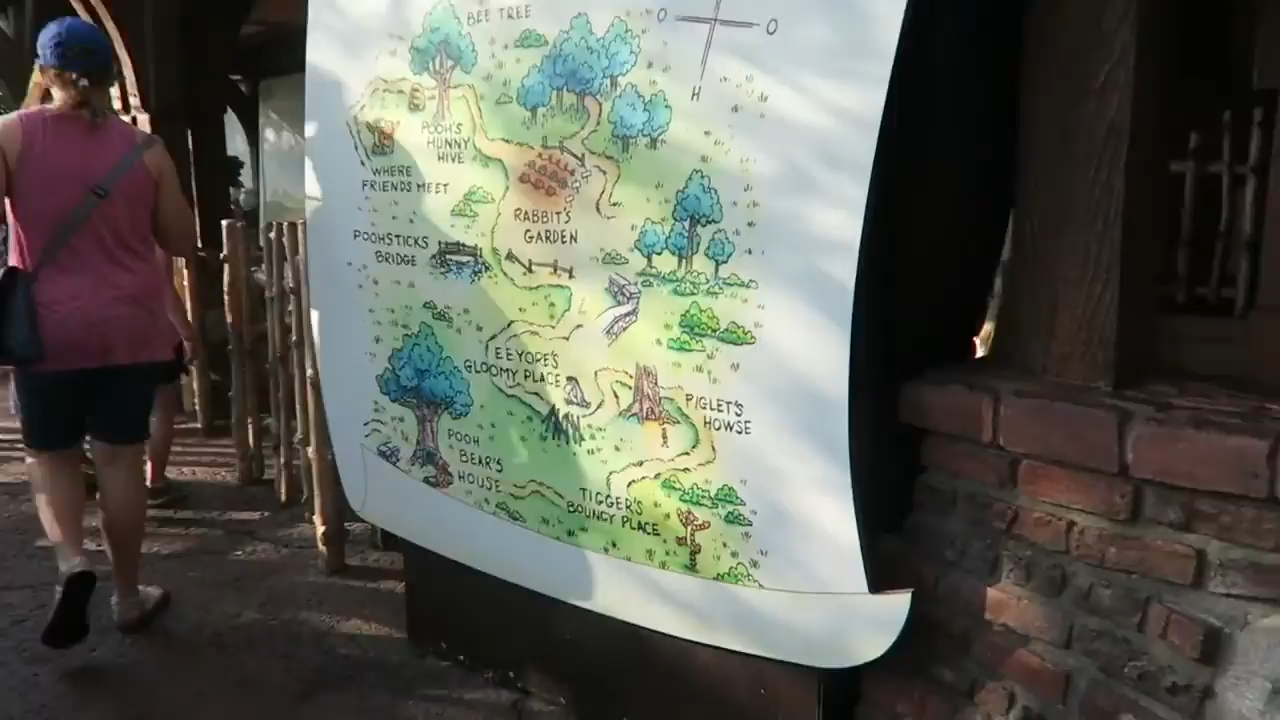 BEE TREE
O
O
H
POOH'S
HUNNY
HIVE
WHERE
FRIENDS MEET
RABBIT'S
GARDEN
POOHSTICKS
BRIDGE
EEYORE'S
GLOOMY PLACE
PIGLET'S
HOWSE
POOH
BEAR'S
HOUSE
TIGGER'S
BOUNCY PLACE